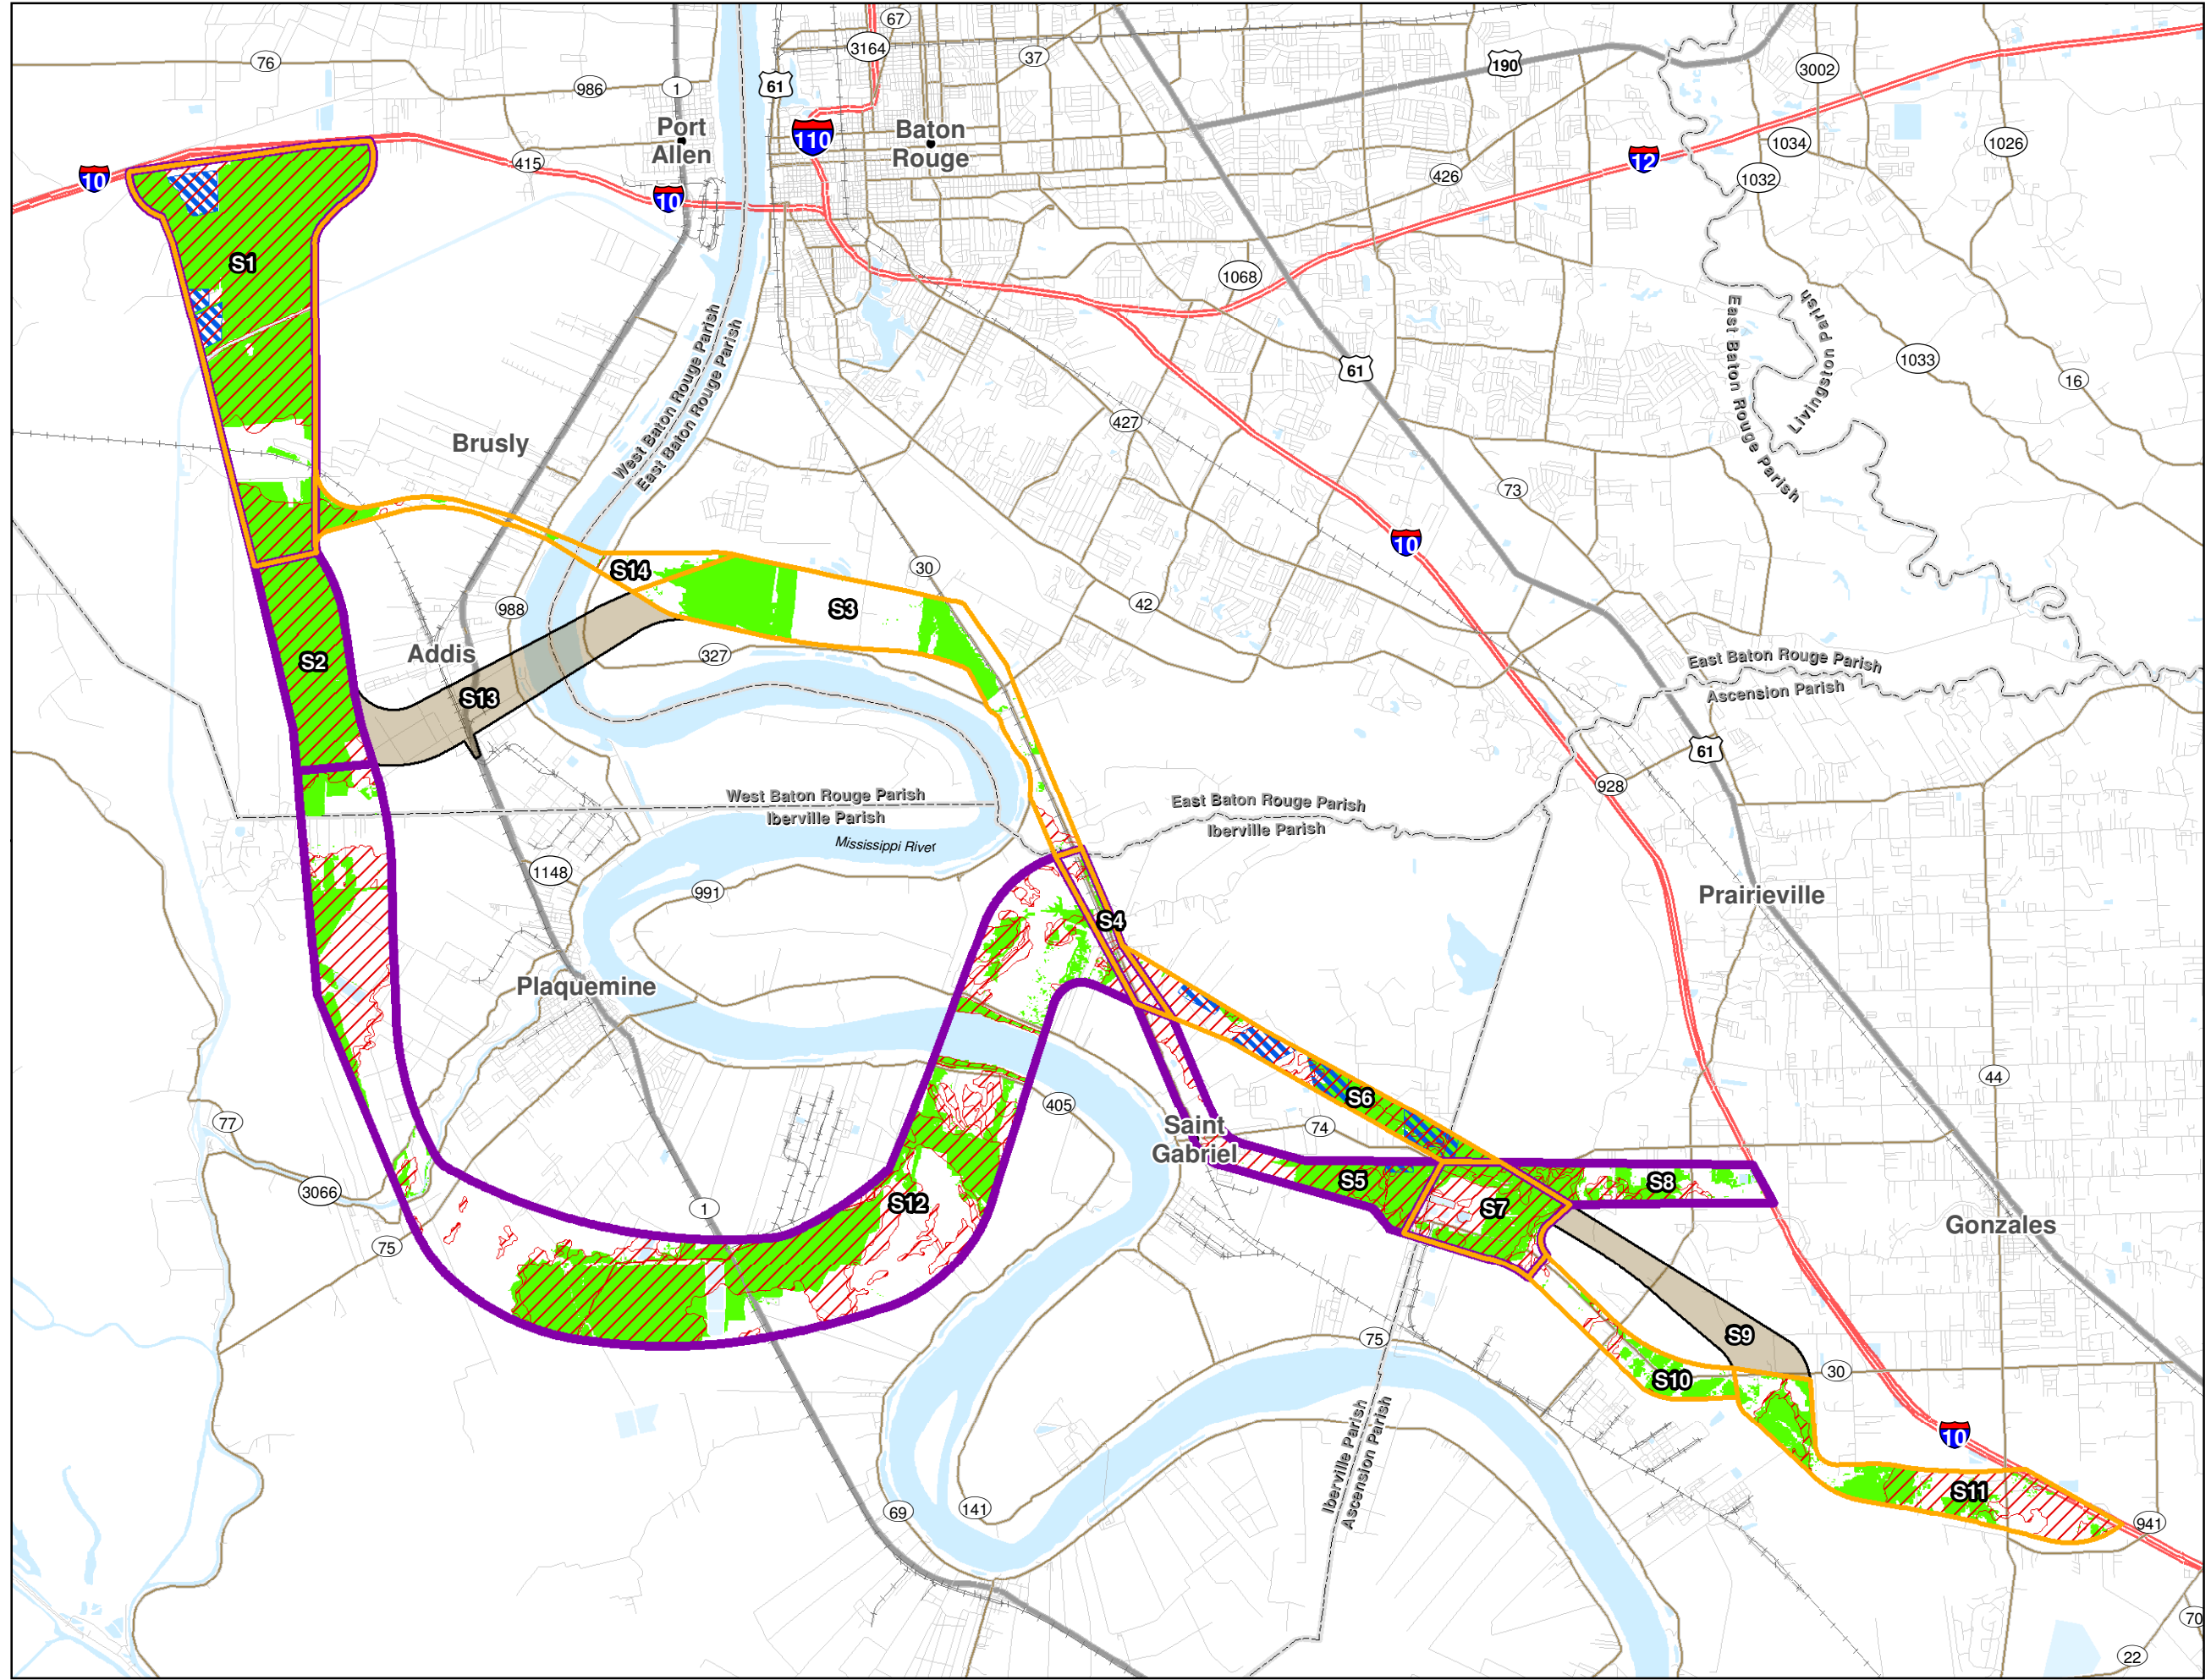 67
3164
37
76
986
1
61
190
3002
Port
Allen
110
Baton
Rouge
12
1034
1026
10
415
10
426
1032
S1
1068
West Baton Rouge Parish
East Baton Rouge Parish
East Baton Rouge Parish
Livingston Parish
61
1033
16
427
Brusly
73
10
30
S14
S3
988
42
327
Addis
S2
S13
East Baton Rouge Parish
Ascension Parish
61
928
West Baton Rouge Parish
Iberville Parish
East Baton Rouge Parish
Iberville Parish
Mississippi River
1148
991
Prairieville
S4
Plaquemine
44
405
S6
77
Saint
Gabriel
74
3066
S5
S8
1
S12
S7
Gonzales
75
S9
75
30
S10
Iberville Parish
Ascension Parish
10
S11
69
141
941
70
22